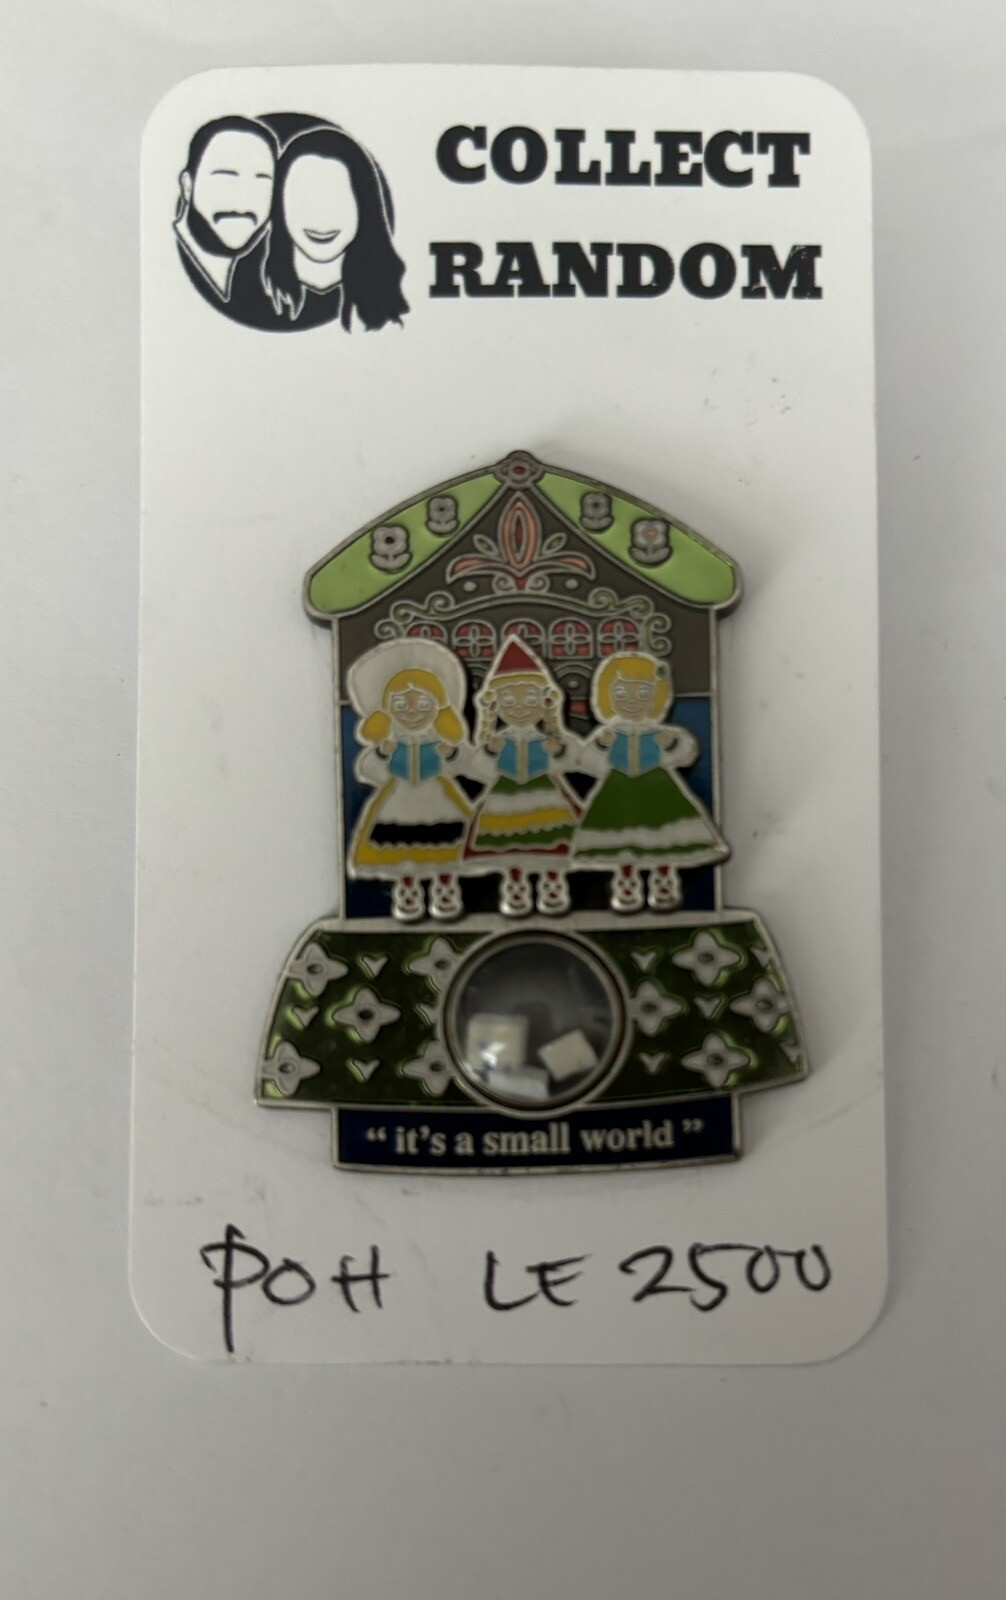 COLLECT
RANDOM
“ it's a small world ”
POH LE 2500